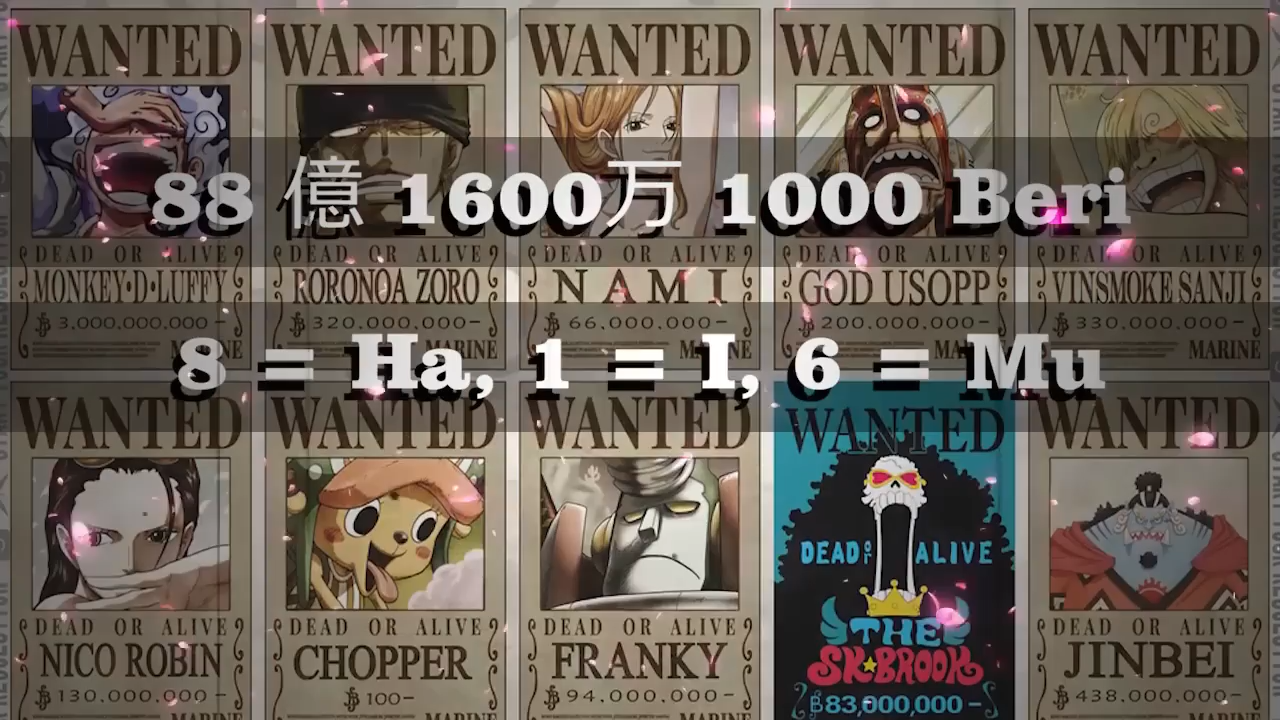 WANTED WANTED WANTED WANTED WANTED
88 億 1600万 1000 Beri
DEAD OR ALIVE DEAD OR ALIVE DEAD OR ALIVE DEAD OR ALIVE DEAD OR ALIVE
MONKEY·D·LUFFY RORONOA ZORO NAMI GOD USOPP VINSMOKE SANJI
3,000,000,000- 320,000,000- 66,000,000- 200,000,000- 330,000,000-
MARINE MARINE
8 = Ha, 1 = I, 6 = Mu
WANTED WANTED WANTED WANTED WANTED
DEAD OR ALIVE
DEAD OR ALIVE DEAD OR ALIVE DEAD OR ALIVE DEAD OR ALIVE
THE
NICO ROBIN CHOPPER FRANKY SK★BROOK JINBEI
130,000,000- 100- 94,000,000- 83,000,000- 438,000,000-
MARINE MARINE MARINE MARINE